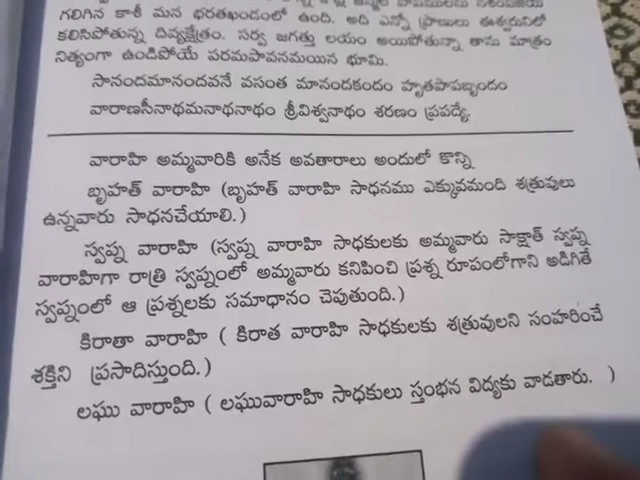 గలిగిన కాశీ మన భరతఖండంలో ఉంది. అది ఎన్నో ప్రాణులు ఈశ్వరునిలో
కలిసిపోతున్న దివ్యక్షేత్రం. సర్వ జగత్తు లయం అయిపోతున్నా తాను మాత్రం
నిత్యంగా ఉండిపోయే పరమపావనమయిన భూమి.
సానందమానందవనే వసంత మానందకందం హృతపాపబృందం
వారాణసీనాథమనాథనాథం శ్రీవిశ్వనాథం శరణం ప్రపద్యే.
వారాహి అమ్మవారికి అనేక అవతారాలు అందులో కొన్ని
బృహత్ వారాహి (బృహత్ వారాహి సాధనము ఎక్కువమంది శత్రువులు
ఉన్నవారు సాధనచేయాలి.)
స్వప్న వారాహి (స్వప్న వారాహి సాధకులకు అమ్మవారు సాక్షాత్ స్వప్న
వారాహిగా రాత్రి స్వప్నంలో అమ్మవారు కనిపించి ప్రశ్న రూపంలోగాని అడిగితే
స్వప్నంలో ఆ ప్రశ్నలకు సమాధానం చెపుతుంది.)
కిరాతా వారాహి ( కిరాత వారాహి సాధకులకు శత్రువులని సంహరించే
శక్తిని ప్రసాదిస్తుంది.)
లఘు వారాహి ( లఘువారాహి సాధకులు స్తంభన విద్యకు వాడతారు. )